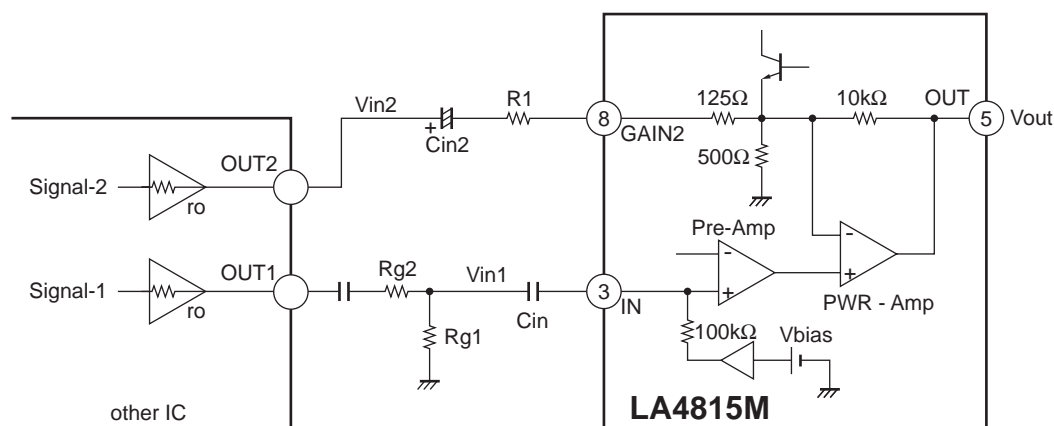 R1
125Ω
10kΩ
OUT
Vin2
8
5
Vout
+
Cin2
GAIN2
500Ω
OUT2
Signal-2
ro
Pre-Amp
-
-
+
+
PWR - Amp
OUT1
Rg2
Vin1
Signal-1
3
IN
ro
Cin
Rg1
100kΩ
Vbias
other IC
LA4815M